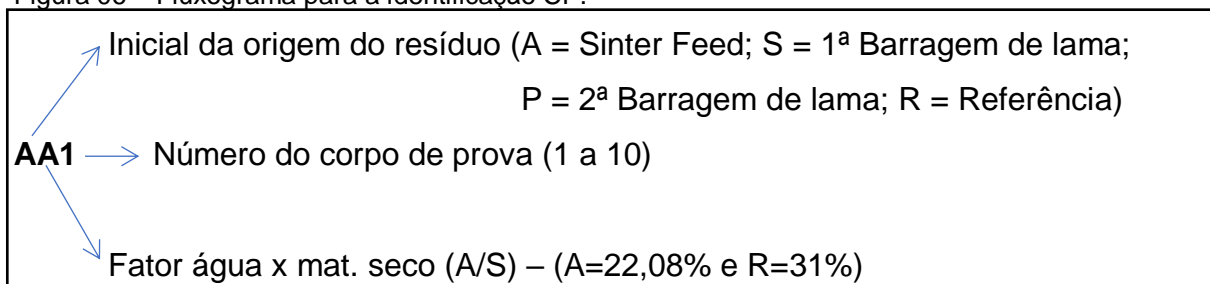 Figura 06 – Fluxograma para a identificação CP.
Inicial da origem do resíduo (A = Sinter Feed; S = 1ª Barragem de lama;
P = 2ª Barragem de lama; R = Referência)
AA1 Número do corpo de prova (1 a 10)
Fator água x mat. seco (A/S) – (A=22,08% e R=31%)